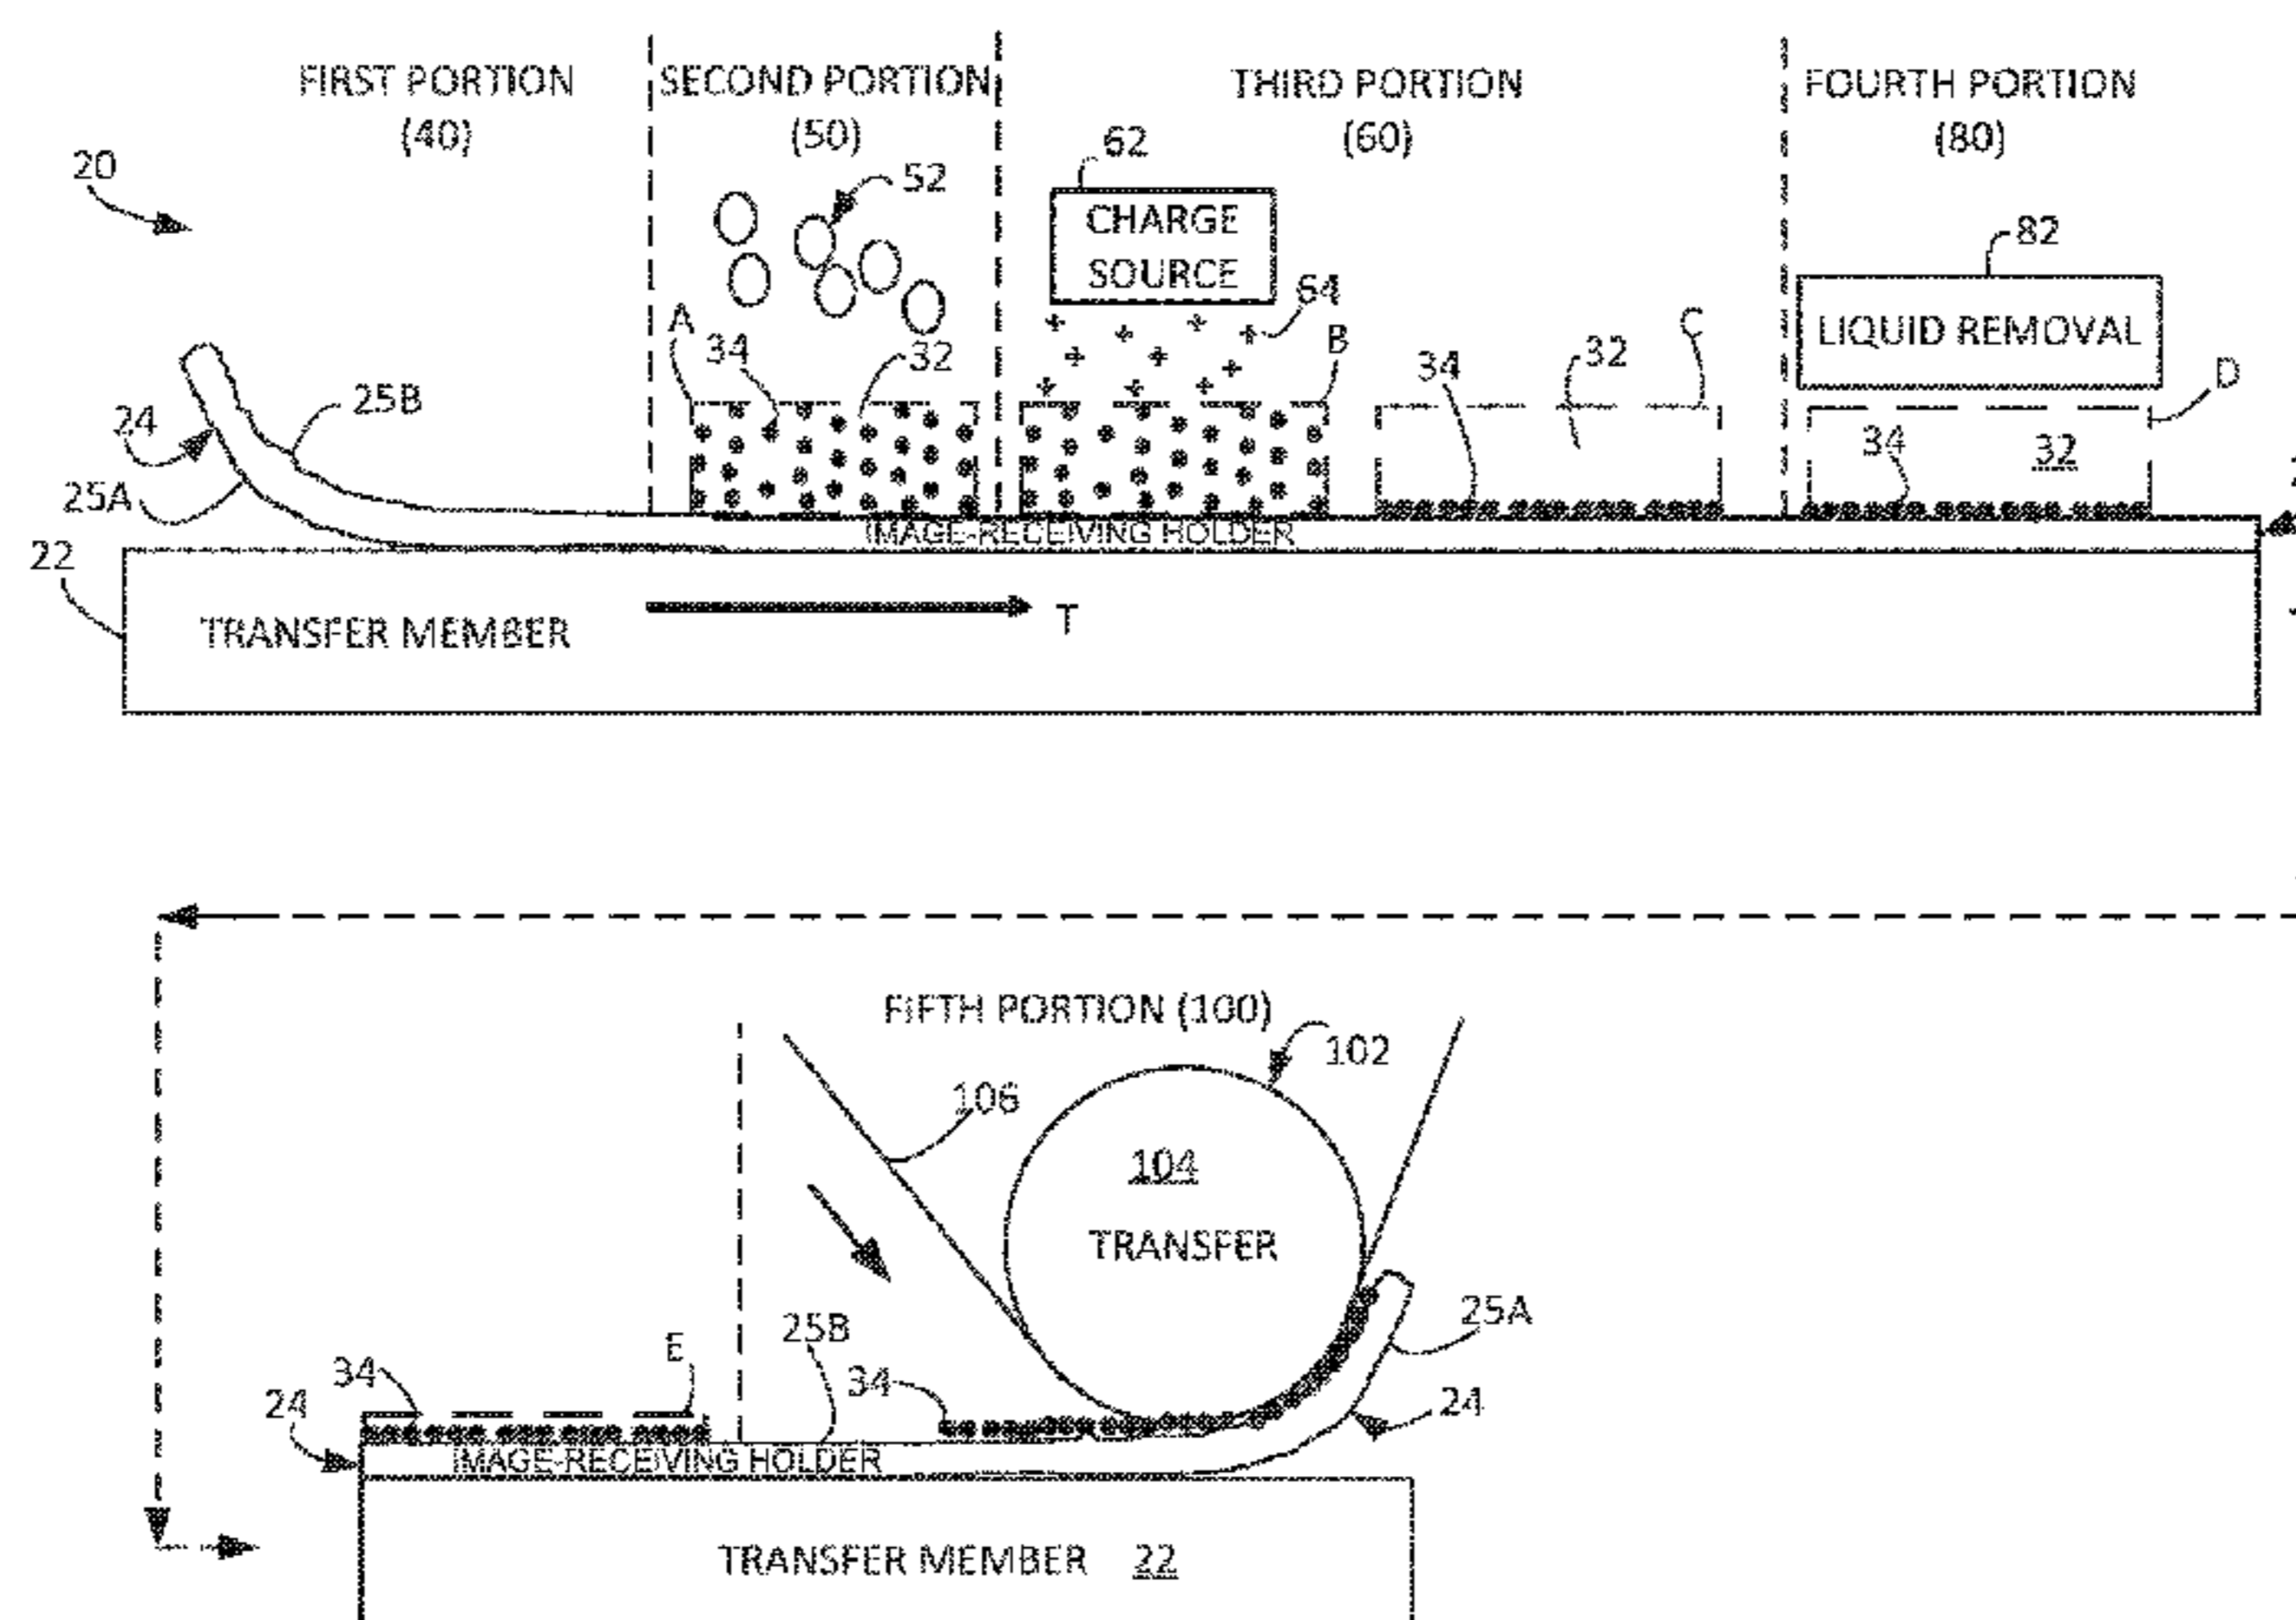 FIRST PORTION
(40)
SECOND PORTION
(50)
THIRD PORTION
(60)
FOURTH PORTION
(80)
20
52
62
CHARGE
SOURCE
64
82
LIQUID REMOVAL
A
34
32
B
34
32
C
34
32
D
24
25B
25A
IMAGE-RECEIVING HOLDER
22
TRANSFER MEMBER
T
FIFTH PORTION (100)
102
106
104
TRANSFER
25A
25B
E
34
34
24
24
IMAGE-RECEIVING HOLDER
TRANSFER MEMBER 22